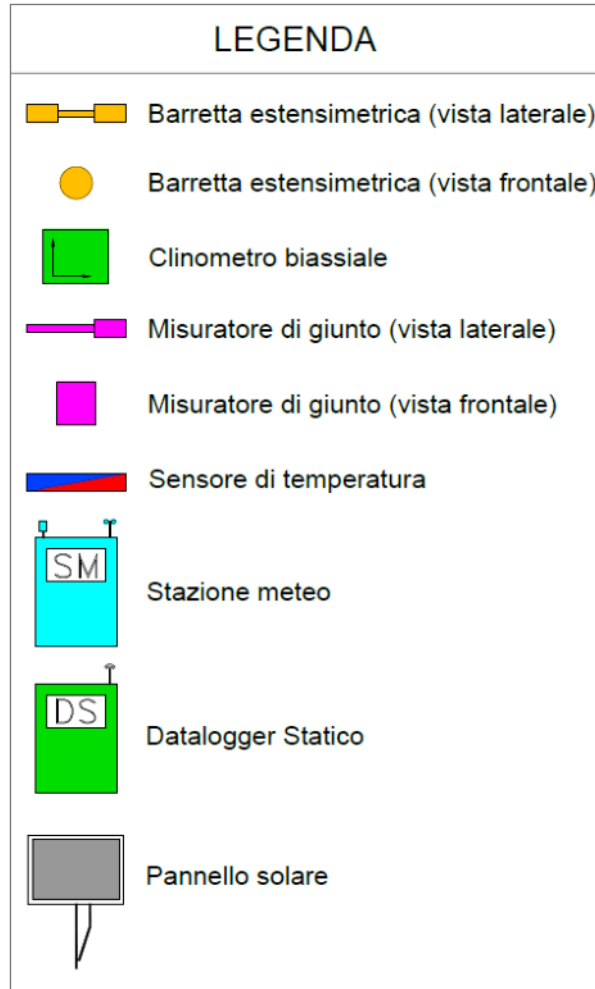 LEGENDA
Barretta estensimetrica (vista laterale)
Barretta estensimetrica (vista frontale)
Clinometro biassiale
Misuratore di giunto (vista laterale)
Misuratore di giunto (vista frontale)
Sensore di temperatura
SM
Stazione meteo
DS
Datalogger Statico
Pannello solare